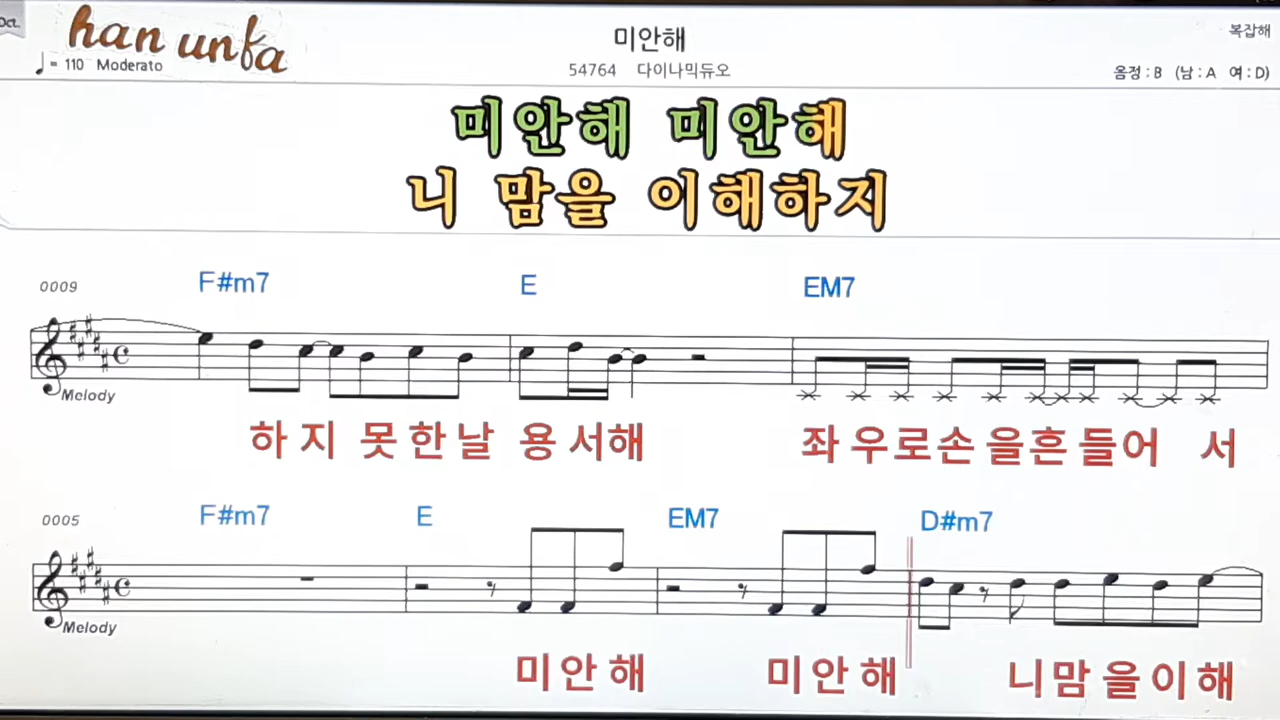 Oct.
han unfa
미안해
복잡해
♩= 110 Moderato
54764 다이나믹듀오
음정 : B (남 : A 여 : D)
미안해 미안해
니 맘을 이해하지
0009 F#m7 E EM7
Melody
하 지 못 한 날 용 서 해 좌 우 로 손 을 흔 들 어 서
0005 F#m7 E EM7 D#m7
Melody
미 안 해 미 안 해 니 맘 을 이 해